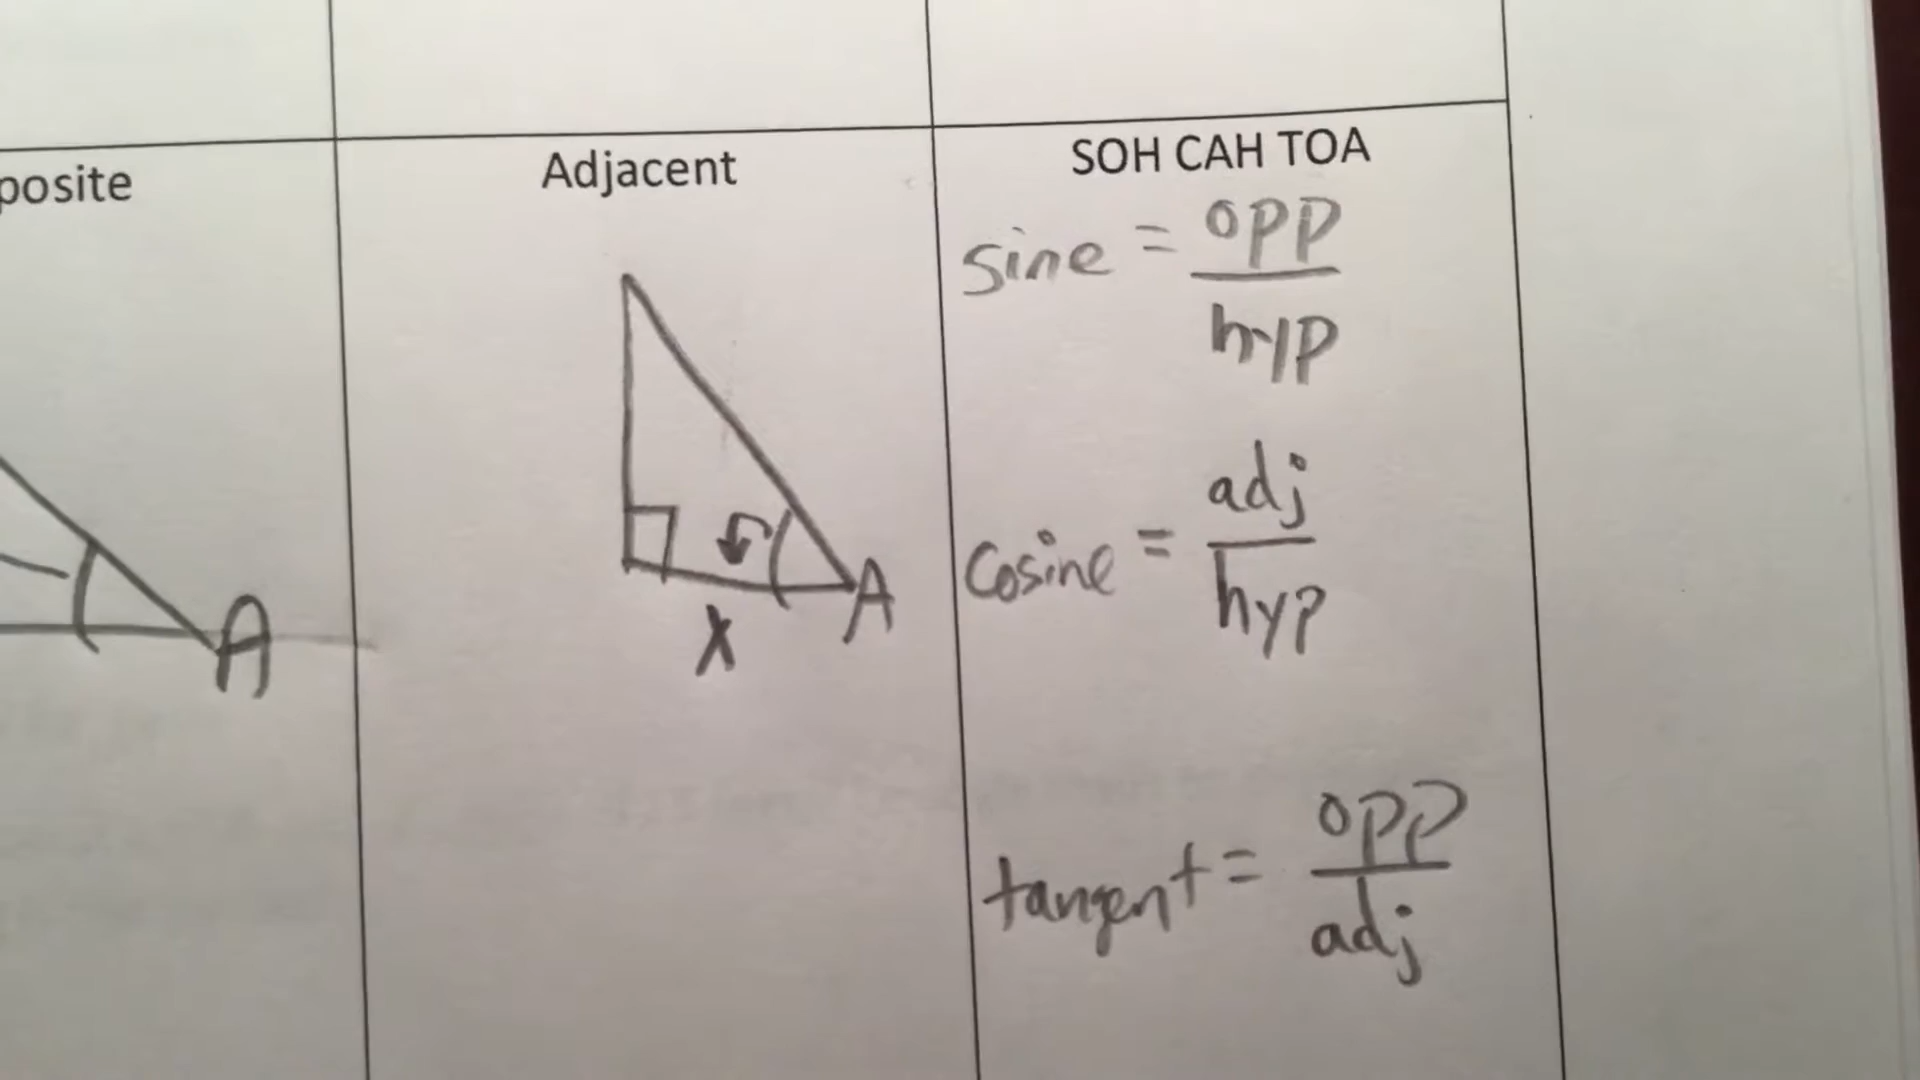 posite
A
Adjacent
x
A
SOH CAH TOA
sine = opp
hyp
cosine = adj
hyp
tangent = opp
adj